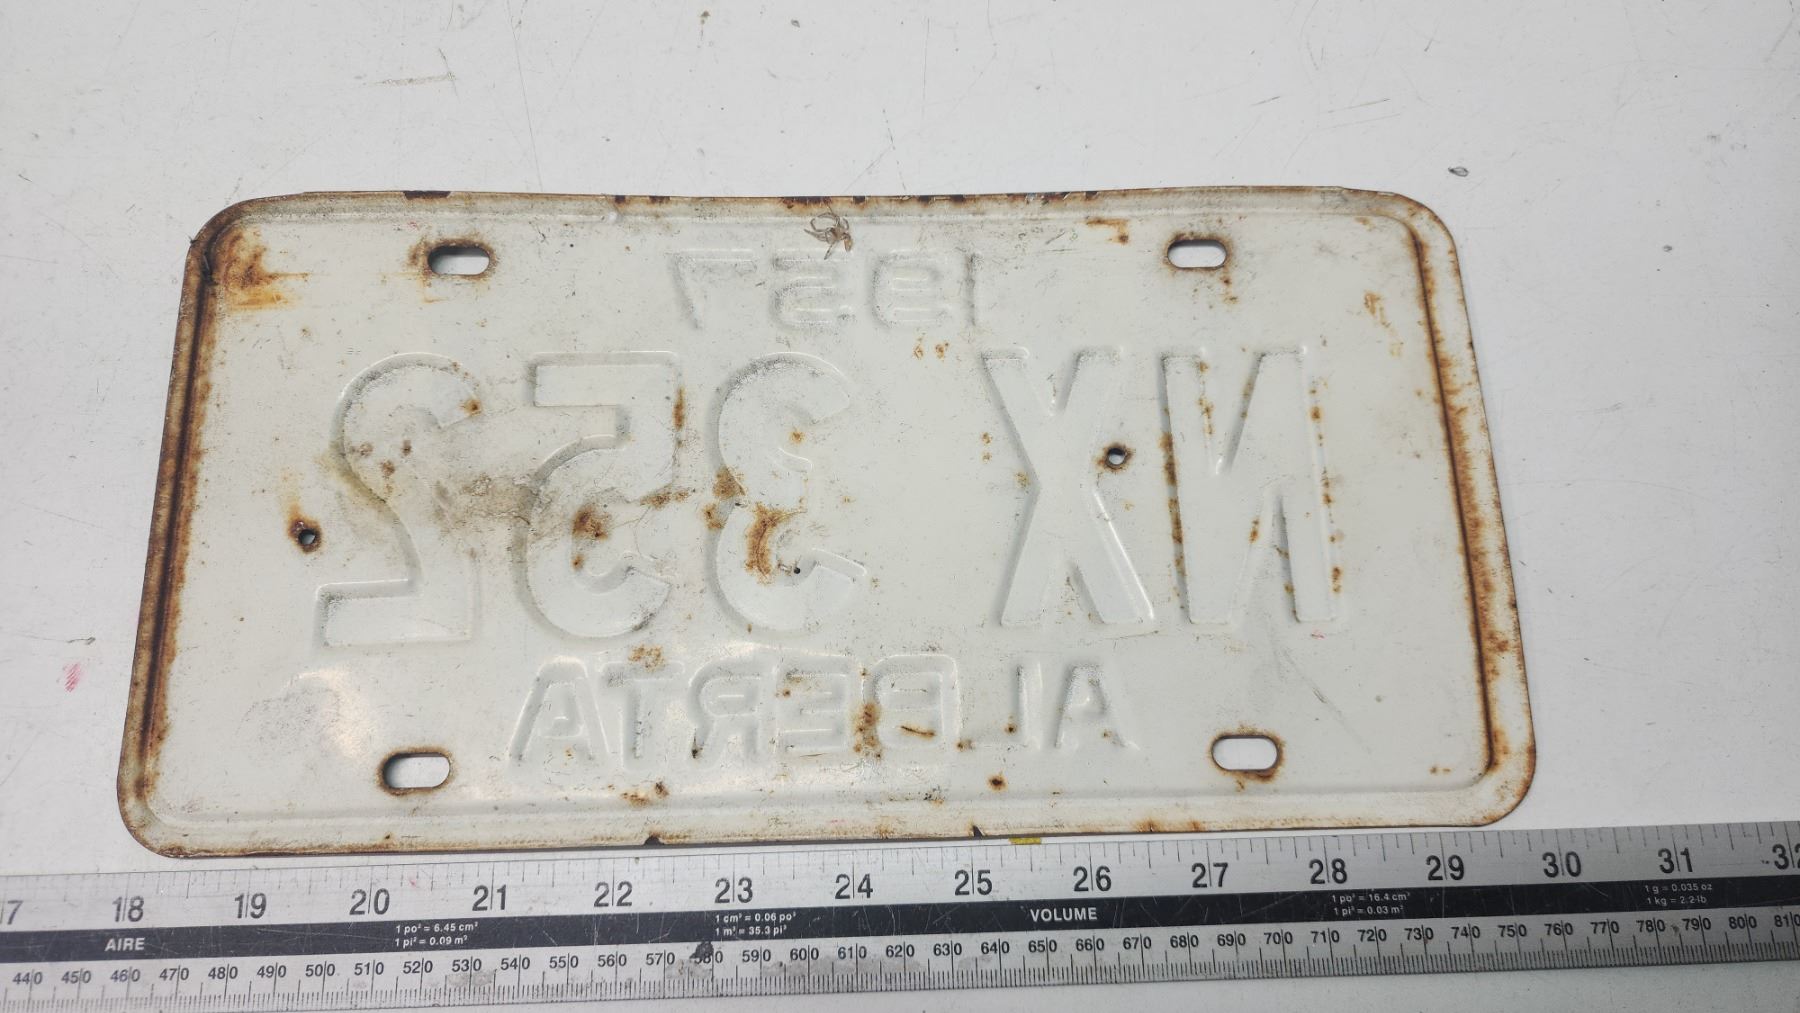 1957
NX 352
ALBERTA
7 18 19 20 21 22 23 24 25 26 27 28 29 30 31 32
AIRE
1 po² = 6.45 cm²
1 pi² = 0.09 m²
1 cm³ = 0.06 po³
1 m³ = 35.3 pi³
VOLUME
1 po³ = 16.4 cm³
1 pi³ = 0.03 m³
1 g = 0.035 oz
1 kg = 2.2 lb
440 450 460 470 480 490 500 510 520 530 540 550 560 570 580 590 600 610 620 630 640 650 660 670 680 690 700 710 720 730 740 750 760 770 780 790 800 810